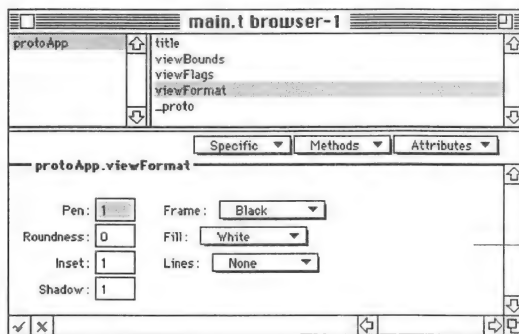 main.t browser-1
protoApp
title
viewBounds
viewFlags
viewFormat
_proto
Specific Methods Attributes
protoApp.viewFormat
Pen: 1 Frame: Black
Roundness: 0 Fill: White
Inset: 1 Lines: None
Shadow: 1